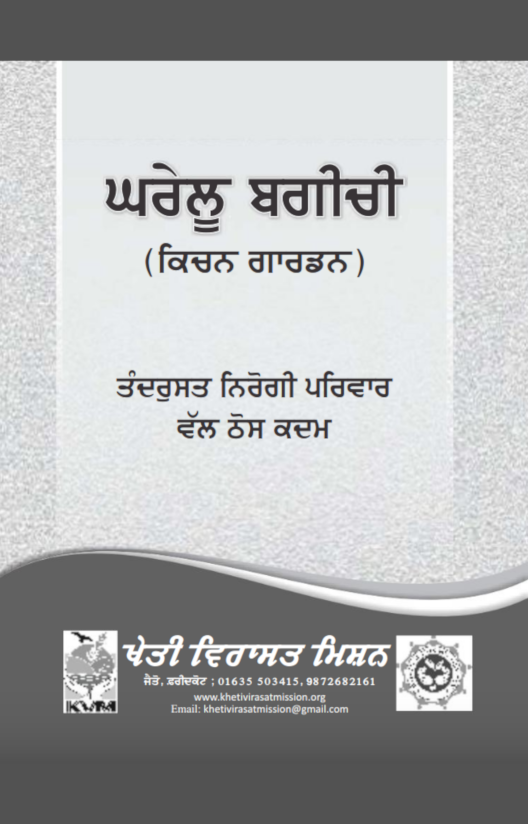 ਘਰੇਲੂ ਬਗੀਚੀ
(ਕਿਚਨ ਗਾਰਡਨ)
ਤੰਦਰੁਸਤ ਨਿਰੋਗੀ ਪਰਿਵਾਰ
ਵੱਲ ਠੋਸ ਕਦਮ
ਖੇਤੀ ਵਿਰਾਸਤ ਮਿਸ਼ਨ
ਜੈਤੋ, ਫ਼ਰੀਦਕੋਟ ; 01635 503415, 9872682161
www.khetivirasatmission.org
Email: khetivirasatmission@gmail.com
KVM